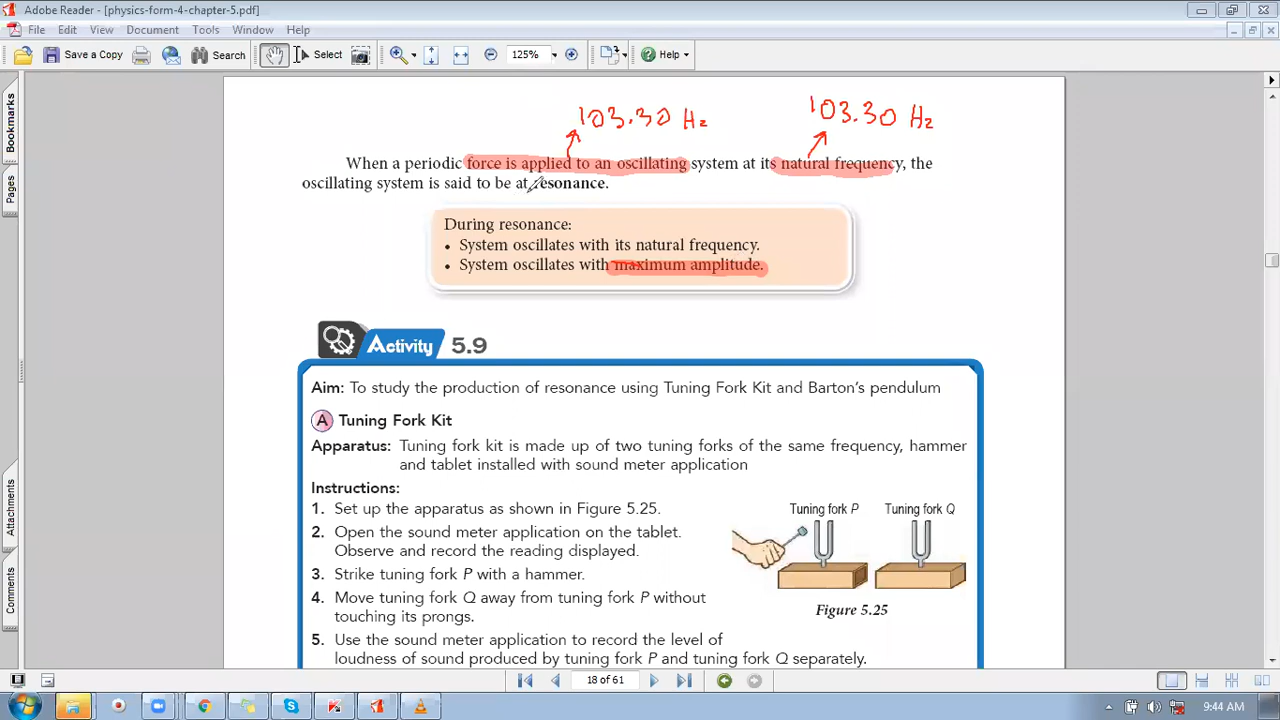 Adobe Reader - [physics-form-4-chapter-5.pdf]
File Edit View Document Tools Window Help
Save a Copy Search Select 125% Help
Bookmarks
Pages
Attachments
Comments
103.30 Hz 103.30 Hz
When a periodic force is applied to an oscillating system at its natural frequency, the
oscillating system is said to be at resonance.
During resonance:
• System oscillates with its natural frequency.
• System oscillates with maximum amplitude.
Activity 5.9
Aim: To study the production of resonance using Tuning Fork Kit and Barton's pendulum
A Tuning Fork Kit
Apparatus: Tuning fork kit is made up of two tuning forks of the same frequency, hammer
and tablet installed with sound meter application
Instructions:
1. Set up the apparatus as shown in Figure 5.25.
2. Open the sound meter application on the tablet.
Observe and record the reading displayed.
3. Strike tuning fork P with a hammer.
4. Move tuning fork Q away from tuning fork P without
touching its prongs.
5. Use the sound meter application to record the level of
loudness of sound produced by tuning fork P and tuning fork Q separately.
Tuning fork P Tuning fork Q
Figure 5.25
18 of 61
9:44 AM